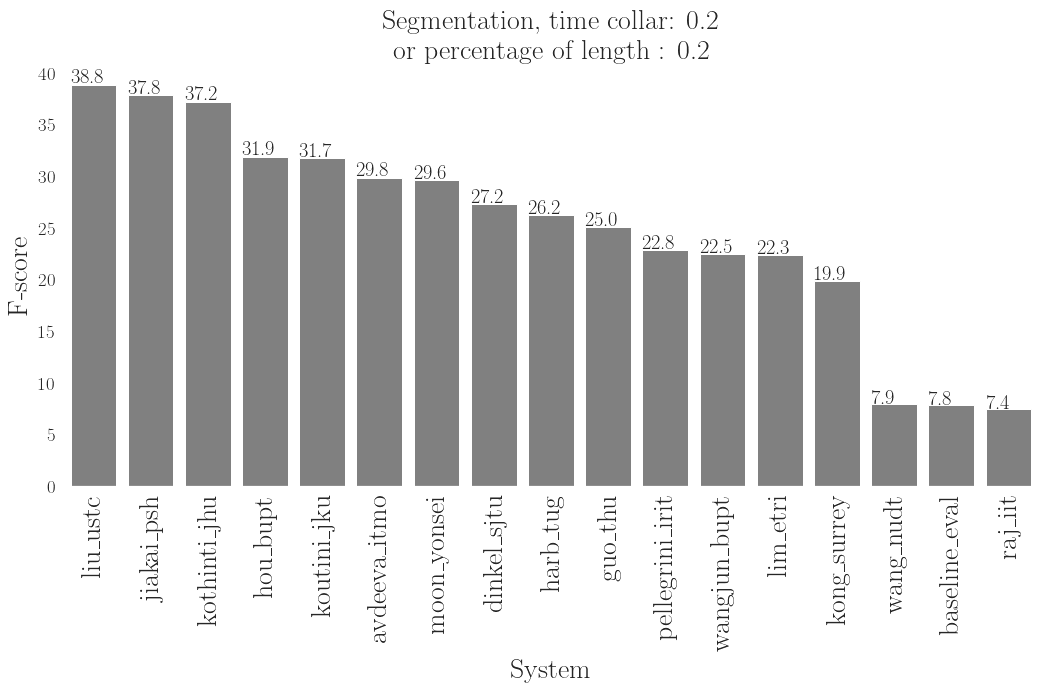 Segmentation, time collar: 0.2
or percentage of length : 0.2
F-score
40
35
30
25
20
15
10
5
0
38.8
37.8
37.2
31.9
31.7
29.8
29.6
27.2
26.2
25.0
22.8
22.5
22.3
19.9
7.9
7.8
7.4
liu_ustc
jiakai_psh
kothinti_jhu
hou_bupt
koutini_jku
avdeeva_itmo
moon_yonsei
dinkel_sjtu
harb_tug
guo_thu
pellegrini_irit
wangjun_bupt
lim_etri
kong_surrey
wang_nudt
baseline_eval
raj_iit
System